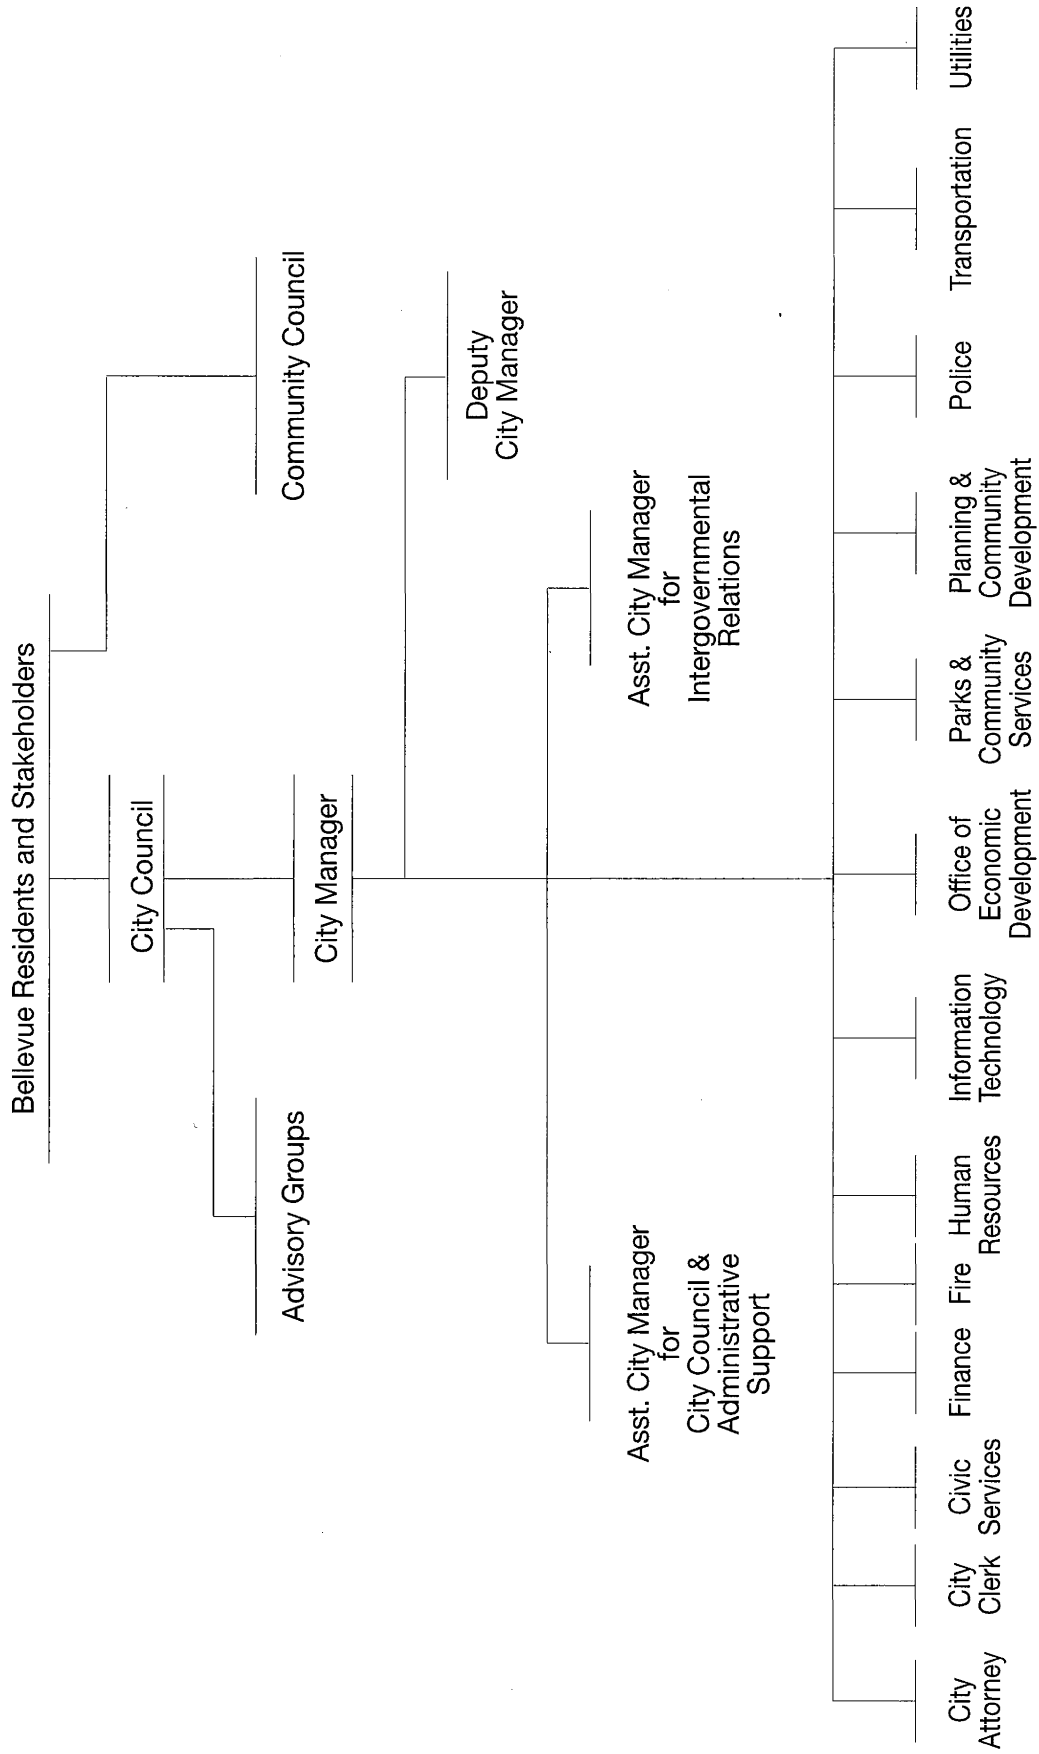 Bellevue Residents and Stakeholders
City Council
Community Council
Advisory Groups
City Manager
Deputy
City Manager
Asst. City Manager
for
City Council &
Administrative
Support
Asst. City Manager
for
Intergovernmental
Relations
City
Attorney
City
Clerk
Civic
Services
Finance
Fire
Human
Resources
Information
Technology
Office of
Economic
Development
Parks &
Community
Services
Planning &
Community
Development
Police
Transportation
Utilities